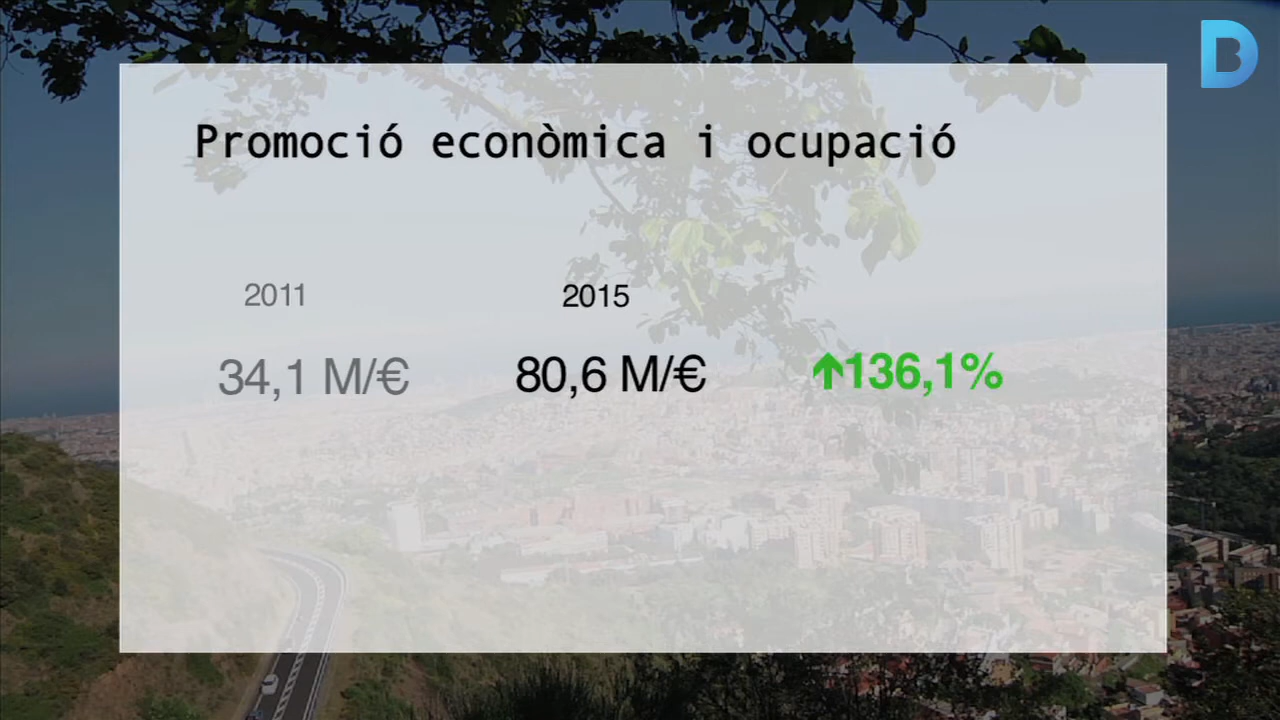 B
Promoció econòmica i ocupació
2011
2015
34,1 M/€
80,6 M/€
↑136,1%